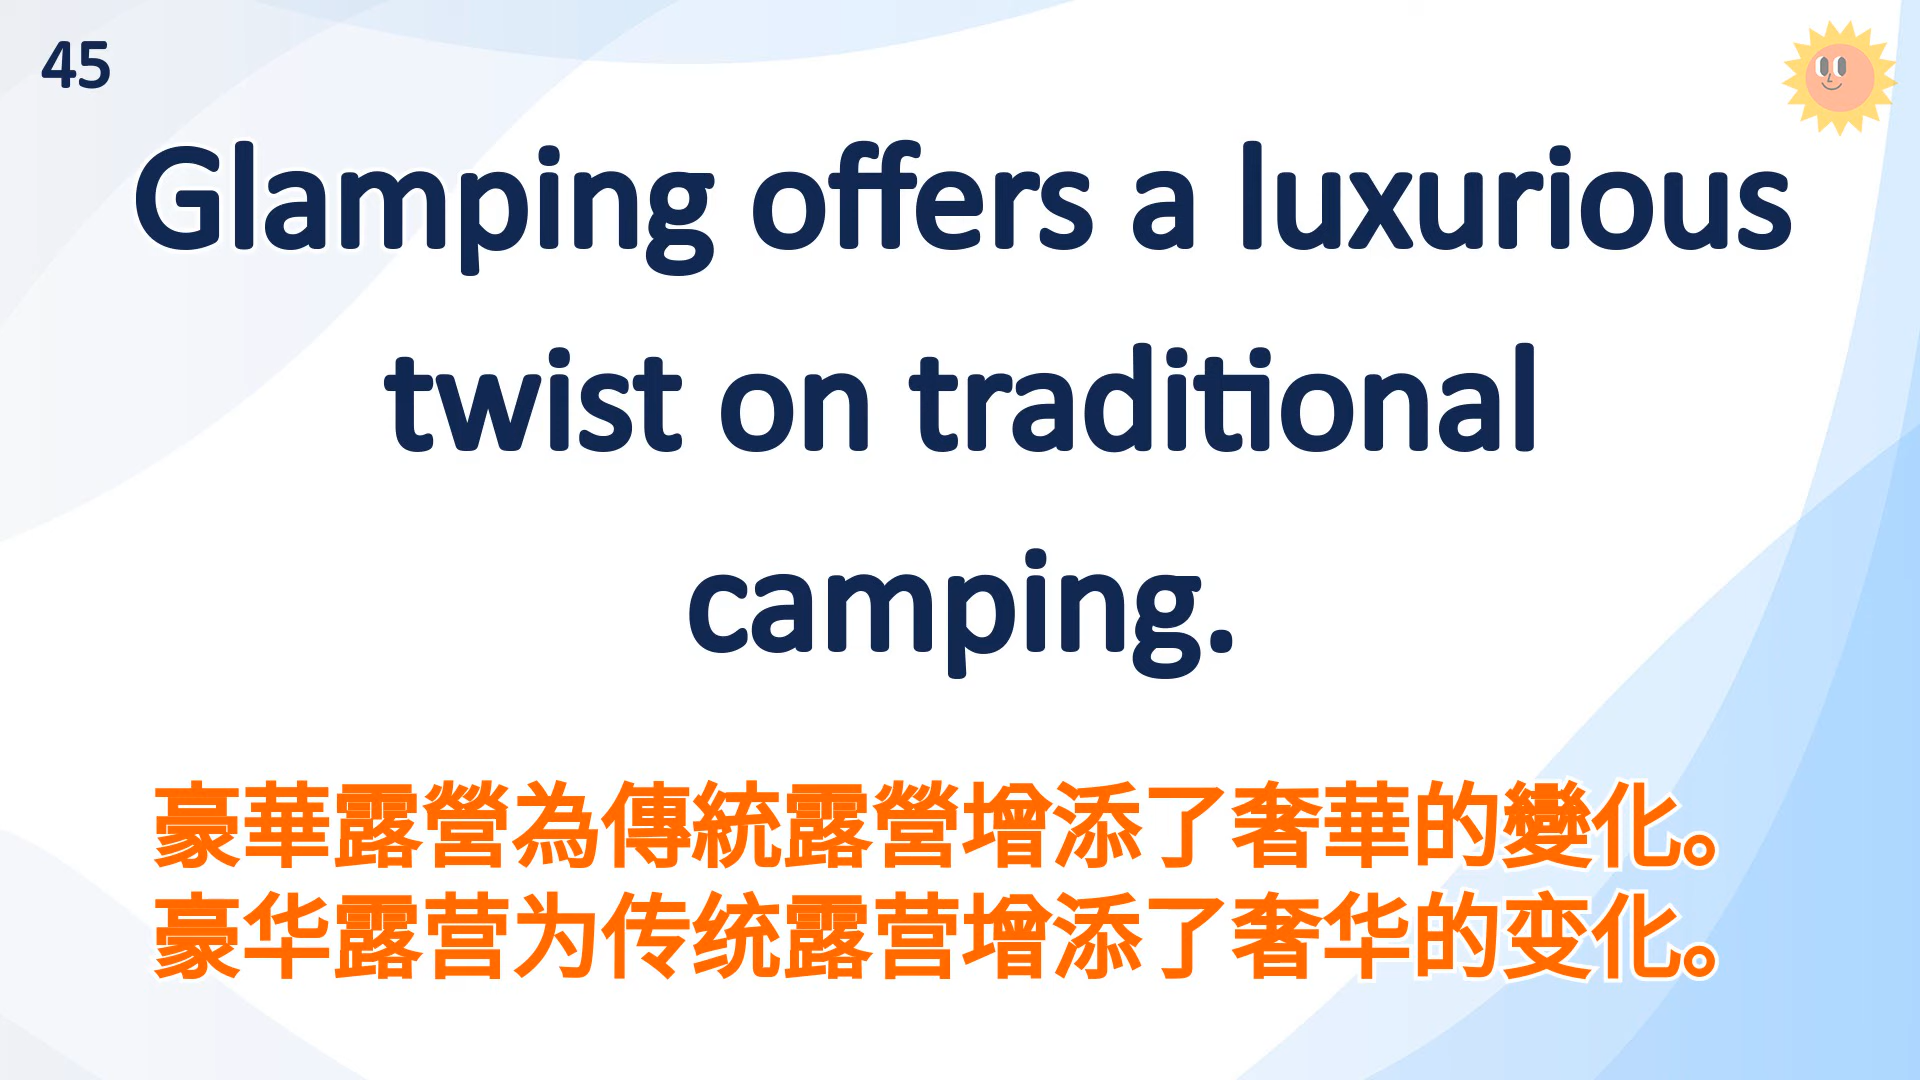 45
Glamping offers a luxurious
twist on traditional
camping.
豪華露營為傳統露營增添了奢華的變化。
豪华露营为传统露营增添了奢华的变化。